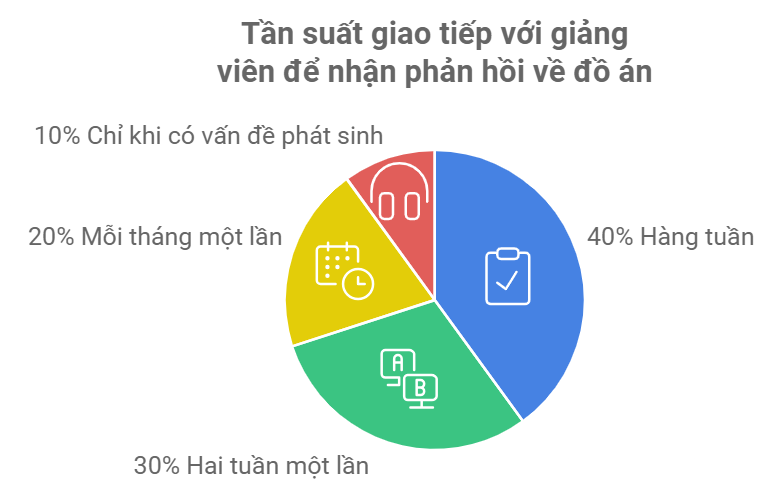 Tần suất giao tiếp với giảng
viên để nhận phản hồi về đồ án
10% Chỉ khi có vấn đề phát sinh
20% Mỗi tháng một lần
40% Hàng tuần
A
B
30% Hai tuần một lần